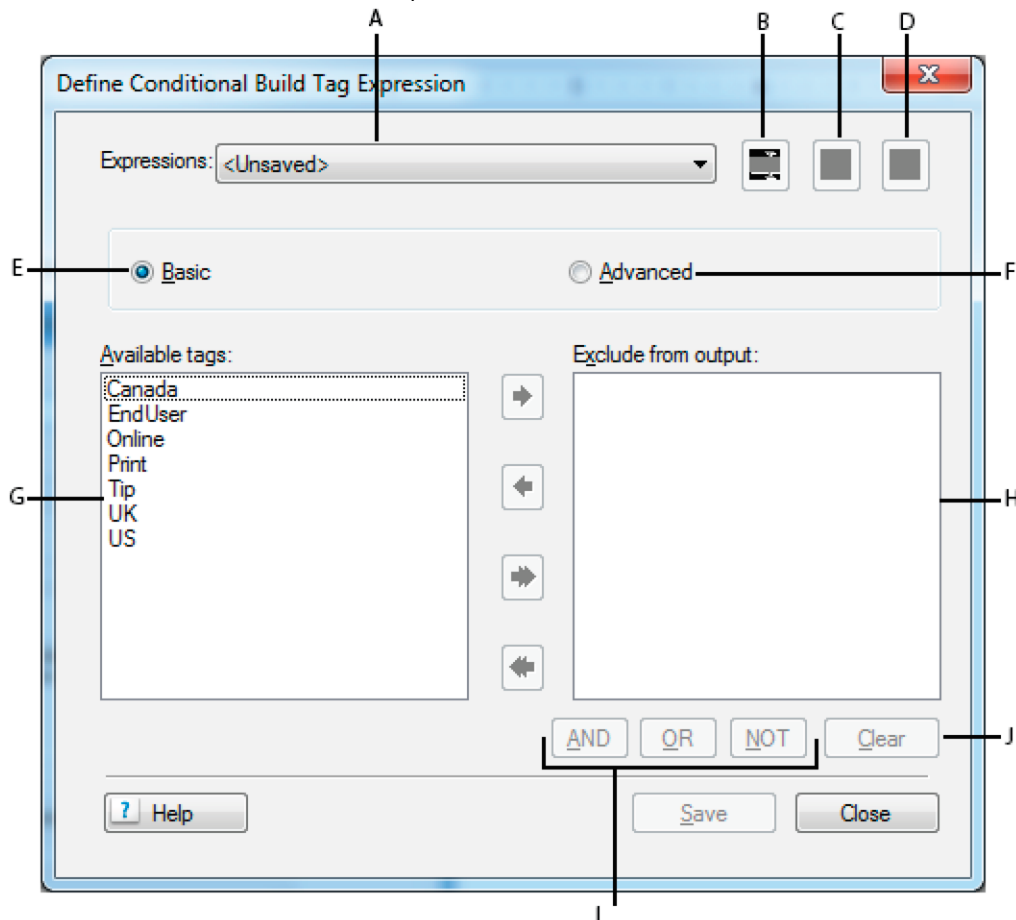 A B C D
Define Conditional Build Tag Expression
Expressions: <Unsaved>
E Basic Advanced F
Available tags: Exclude from output:
Canada
EndUser
Online
Print
G Tip H
UK
US
AND OR NOT Clear J
? Help Save Close
I